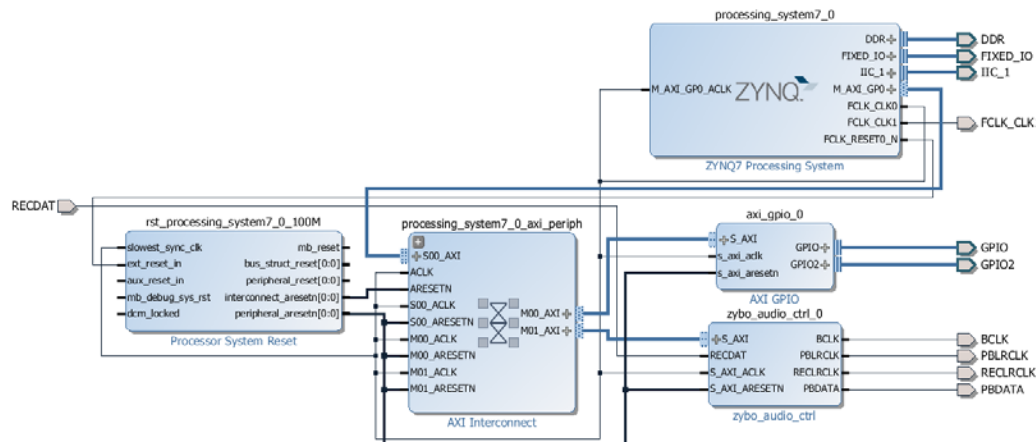 processing_system7_0
DDR
FIXED_IO
IIC_1
M_AXI_GP0
M_AXI_GP0_ACLK
ZYNQ
FCLK_CLK0
FCLK_CLK1
FCLK_RESET0_N
ZYNQ7 Processing System
DDR
FIXED_IO
IIC_1
FCLK_CLK
RECDAT
rst_processing_system7_0_100M
slowest_sync_clk
ext_reset_in
aux_reset_in
mb_debug_sys_rst
dcm_locked
mb_reset
bus_struct_reset[0:0]
peripheral_reset[0:0]
interconnect_aresetn[0:0]
peripheral_aresetn[0:0]
Processor System Reset
processing_system7_0_axi_periph
S00_AXI
ACLK
ARESETN
S00_ACLK
S00_ARESETN
M00_ACLK
M00_ARESETN
M01_ACLK
M01_ARESETN
M00_AXI
M01_AXI
AXI Interconnect
axi_gpio_0
S_AXI
s_axi_aclk
s_axi_aresetn
GPIO
GPIO2
AXI GPIO
GPIO
GPIO2
zybo_audio_ctrl_0
S_AXI
RECDAT
S_AXI_ACLK
S_AXI_ARESETN
BCLK
PBLRCLK
RECLRCLK
PBDATA
zybo_audio_ctrl
BCLK
PBLRCLK
RECLRCLK
PBDATA